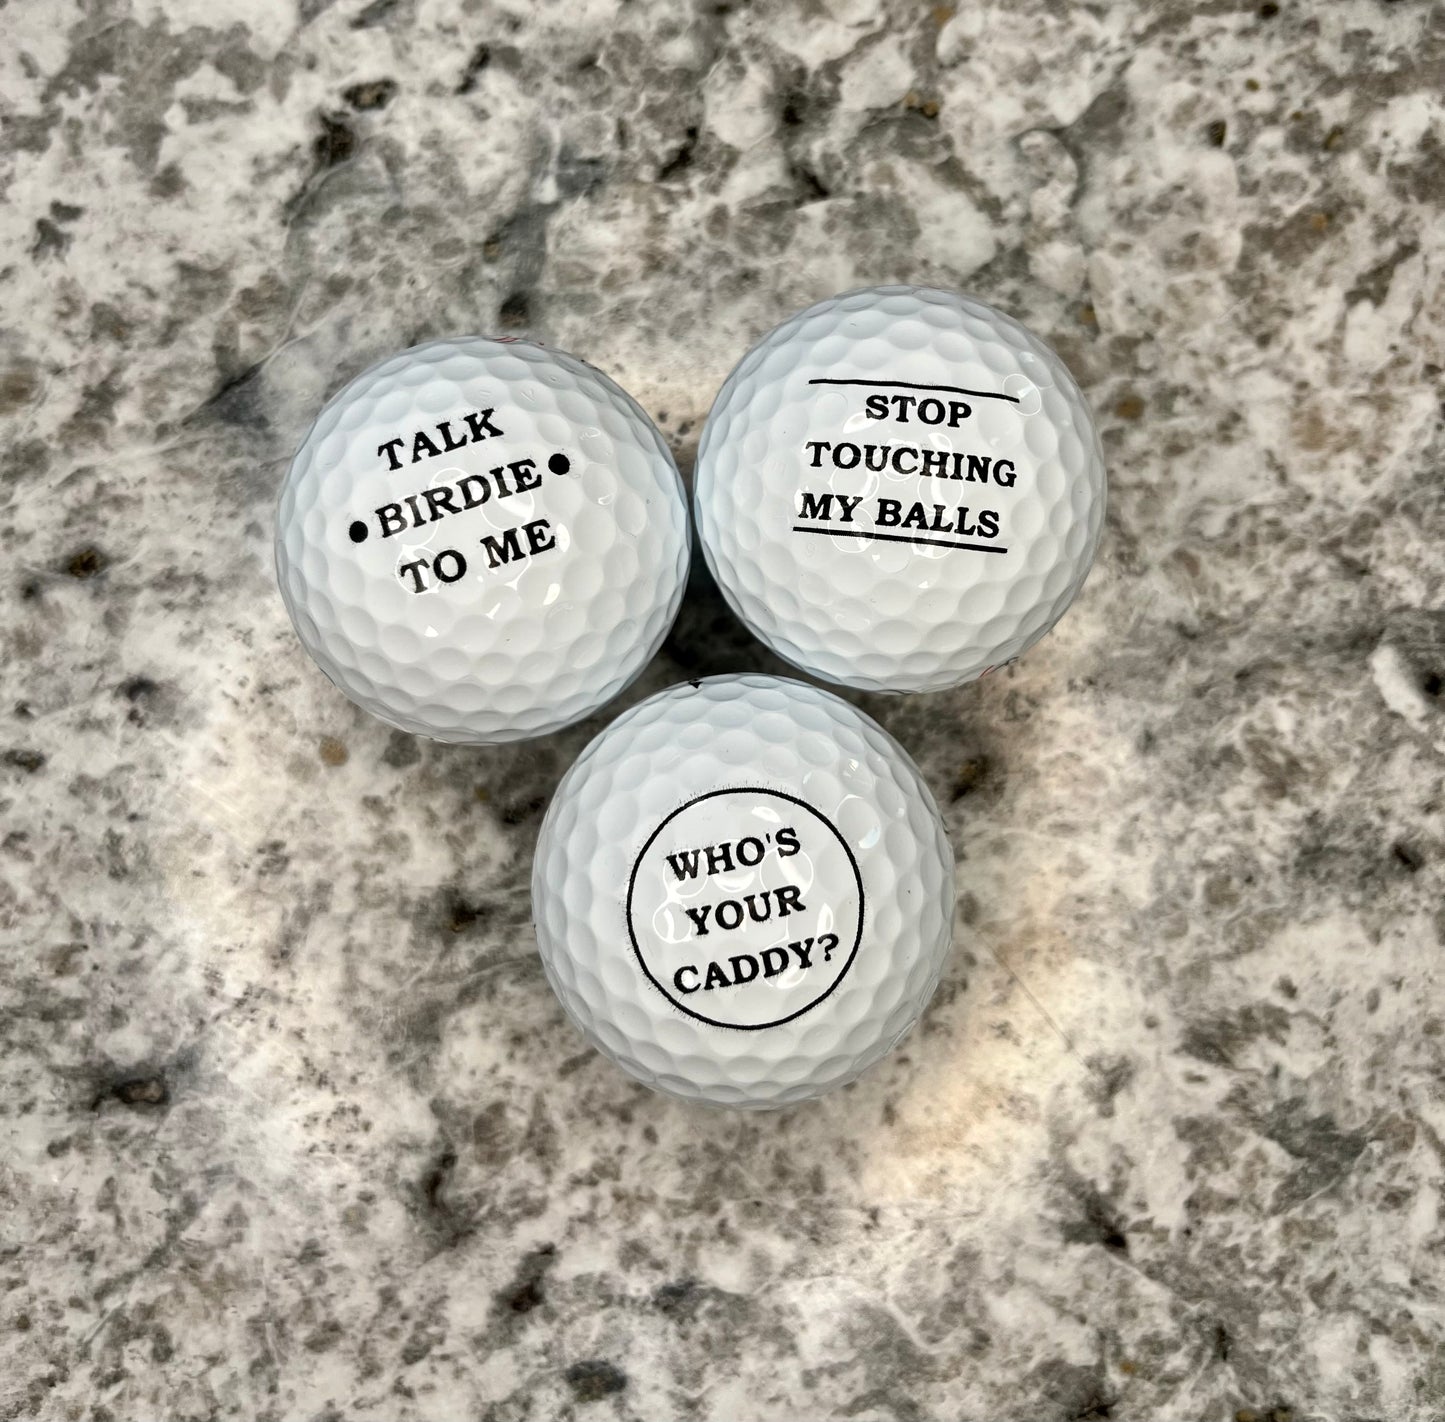 TALK
•BIRDIE•
TO ME
STOP
TOUCHING
MY BALLS
WHO'S
YOUR
CADDY?